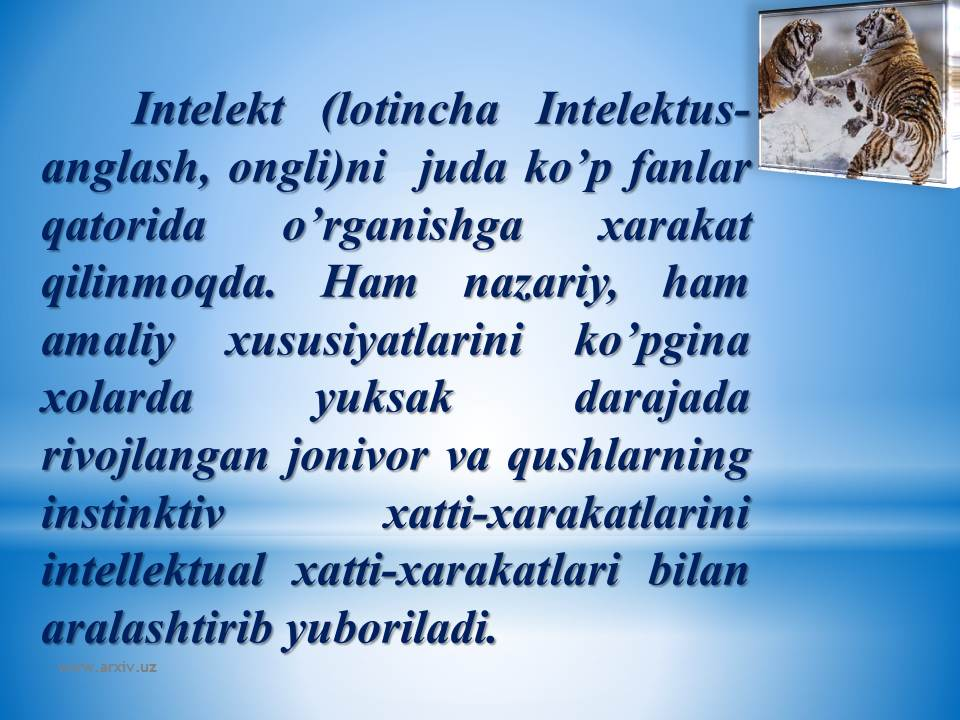 Intelekt (lotincha Intelektus-
anglash, ongli)ni juda ko’p fanlar
qatorida o’rganishga xarakat
qilinmoqda. Ham nazariy, ham
amaliy xususiyatlarini ko’pgina
xolarda yuksak darajada
rivojlangan jonivor va qushlarning
instinktiv xatti-xarakatlarini
intellektual xatti-xarakatlari bilan
aralashtirib yuboriladi.
www.arxiv.uz